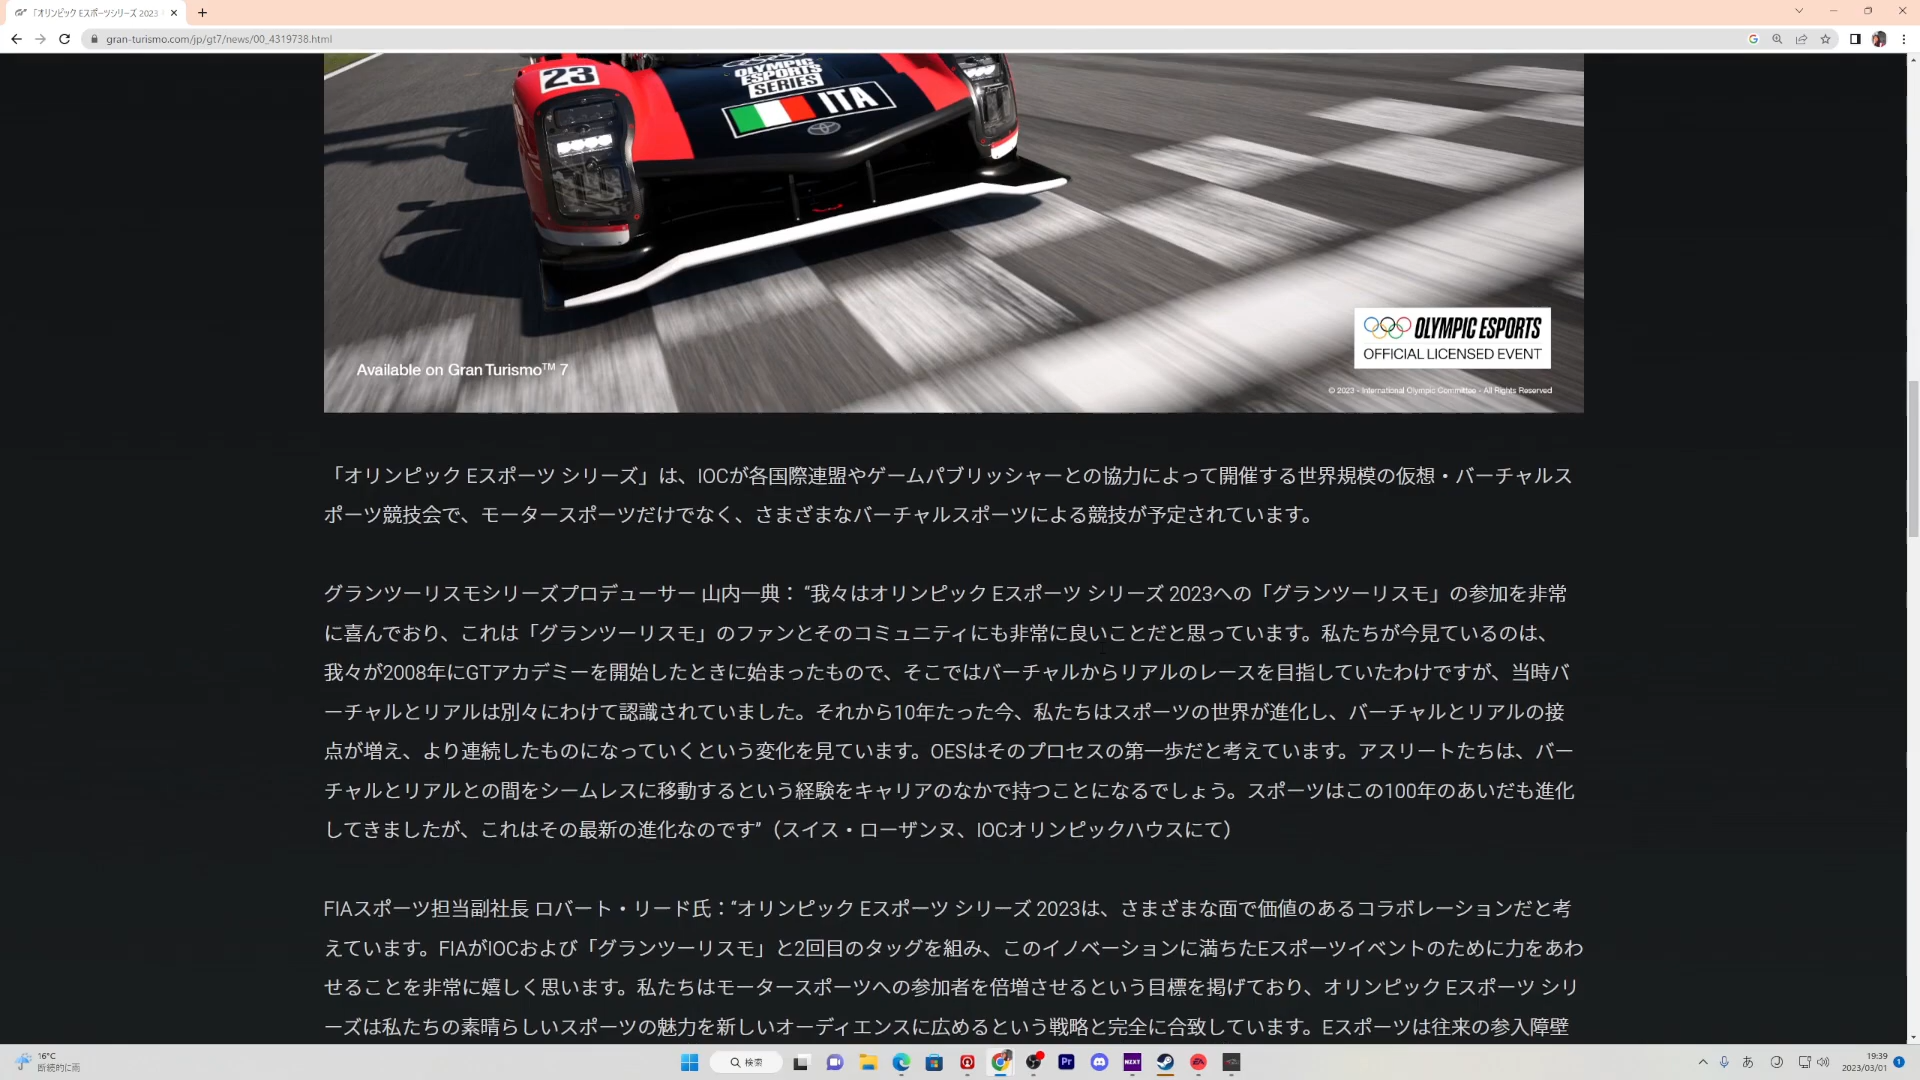 「オリンピック Eスポーツシリーズ 2023
gran-turismo.com/jp/gt7/news/00_4319738.html
23
OLYMPIC
ESPORTS
SERIES
ITA
Available on Gran Turismo™ 7
OLYMPIC ESPORTS
OFFICIAL LICENSED EVENT
© 2023 - International Olympic Committee - All Rights Reserved
「オリンピック Eスポーツ シリーズ」は、IOCが各国際連盟やゲームパブリッシャーとの協力によって開催する世界規模の仮想・バーチャルス
ポーツ競技会で、モータースポーツだけでなく、さまざまなバーチャルスポーツによる競技が予定されています。
グランツーリスモシリーズプロデューサー 山内一典： “我々はオリンピック Eスポーツ シリーズ 2023への「グランツーリスモ」の参加を非常
に喜んでおり、これは「グランツーリスモ」のファンとそのコミュニティにも非常に良いことだと思っています。私たちが今見ているのは、
我々が2008年にGTアカデミーを開始したときに始まったもので、そこではバーチャルからリアルのレースを目指していたわけですが、当時バ
ーチャルとリアルは別々にわけて認識されていました。それから10年たった今、私たちはスポーツの世界が進化し、バーチャルとリアルの接
点が増え、より連続したものになっていくという変化を見ています。OESはそのプロセスの第一歩だと考えています。アスリートたちは、バー
チャルとリアルとの間をシームレスに移動するという経験をキャリアのなかで持つことになるでしょう。スポーツはこの100年のあいだも進化
してきましたが、これはその最新の進化なのです”（スイス・ローザンヌ、IOCオリンピックハウスにて）
FIAスポーツ担当副社長 ロバート・リード氏：“オリンピック Eスポーツ シリーズ 2023は、さまざまな面で価値のあるコラボレーションだと考
えています。FIAがIOCおよび「グランツーリスモ」と2回目のタッグを組み、このイノベーションに満ちたEスポーツイベントのために力をあわ
せることを非常に嬉しく思います。私たちはモータースポーツへの参加者を倍増させるという目標を掲げており、オリンピック Eスポーツ シリ
ーズは私たちの素晴らしいスポーツの魅力を新しいオーディエンスに広めるという戦略と完全に合致しています。Eスポーツは往来の参入障壁
16°C
断続的に雨
検索
Pr
NZXT
EA
あ
19:39
2023/03/01
1